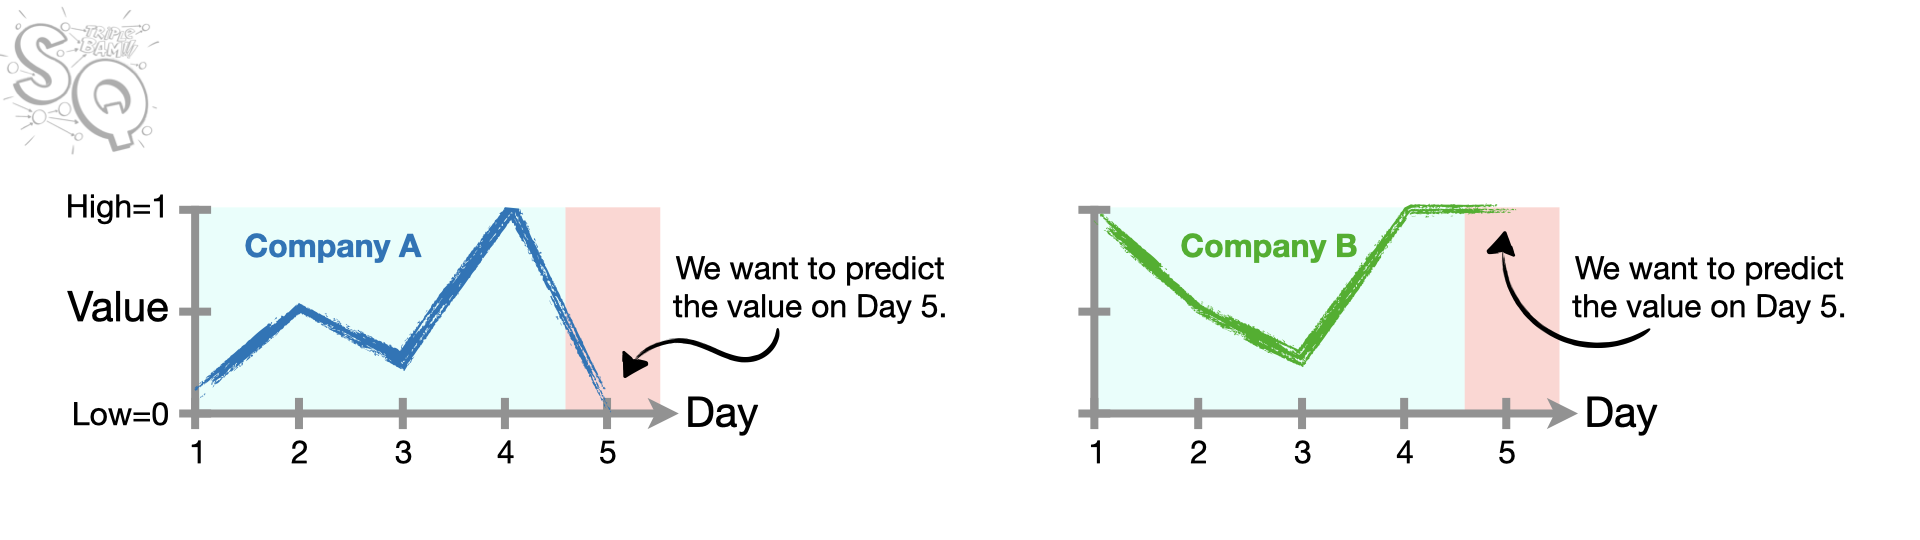 SQ
TRIPLE
BAM!!!
High=1
Value
Low=0
Company A
We want to predict
the value on Day 5.
Day
1 2 3 4 5
Company B
We want to predict
the value on Day 5.
Day
1 2 3 4 5